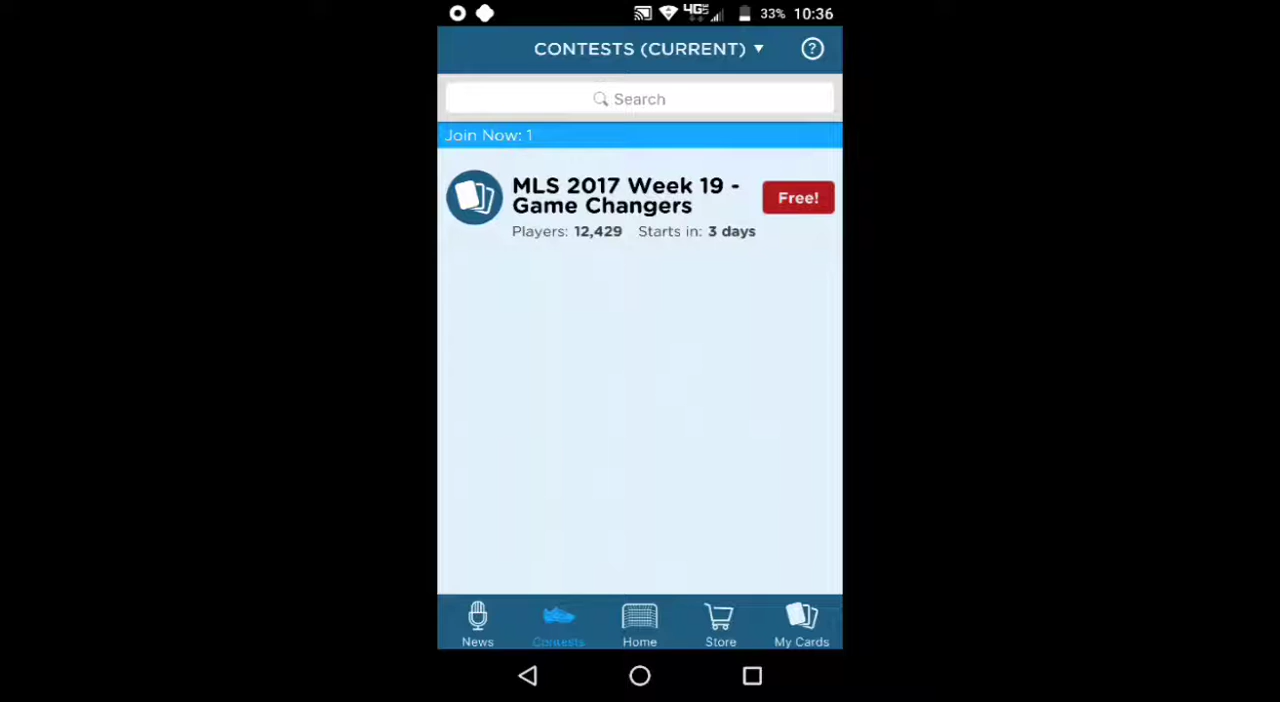 4G 33% 10:36
CONTESTS (CURRENT)
?
Search
Join Now: 1
MLS 2017 Week 19 -
Game Changers
Free!
Players: 12,429 Starts in: 3 days
News Contests Home Store My Cards